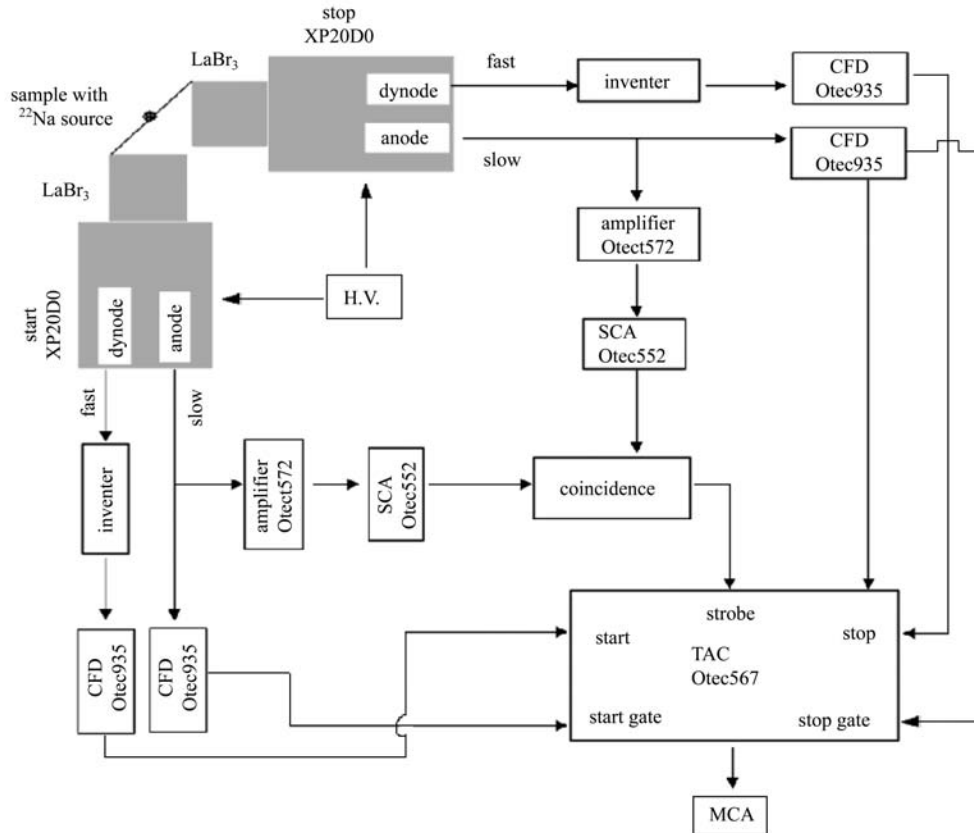 stop
XP20D0
LaBr₃
sample with
²²Na source
dynode
anode
fast
slow
inventer
CFD
Otec935
CFD
Otec935
LaBr₃
amplifier
Otect572
H.V.
SCA
Otec552
start
XP20D0
dynode
anode
fast
slow
inventer
amplifier
Otect572
SCA
Otec552
coincidence
CFD
Otec935
CFD
Otec935
strobe
start
stop
TAC
Otec567
start gate
stop gate
MCA